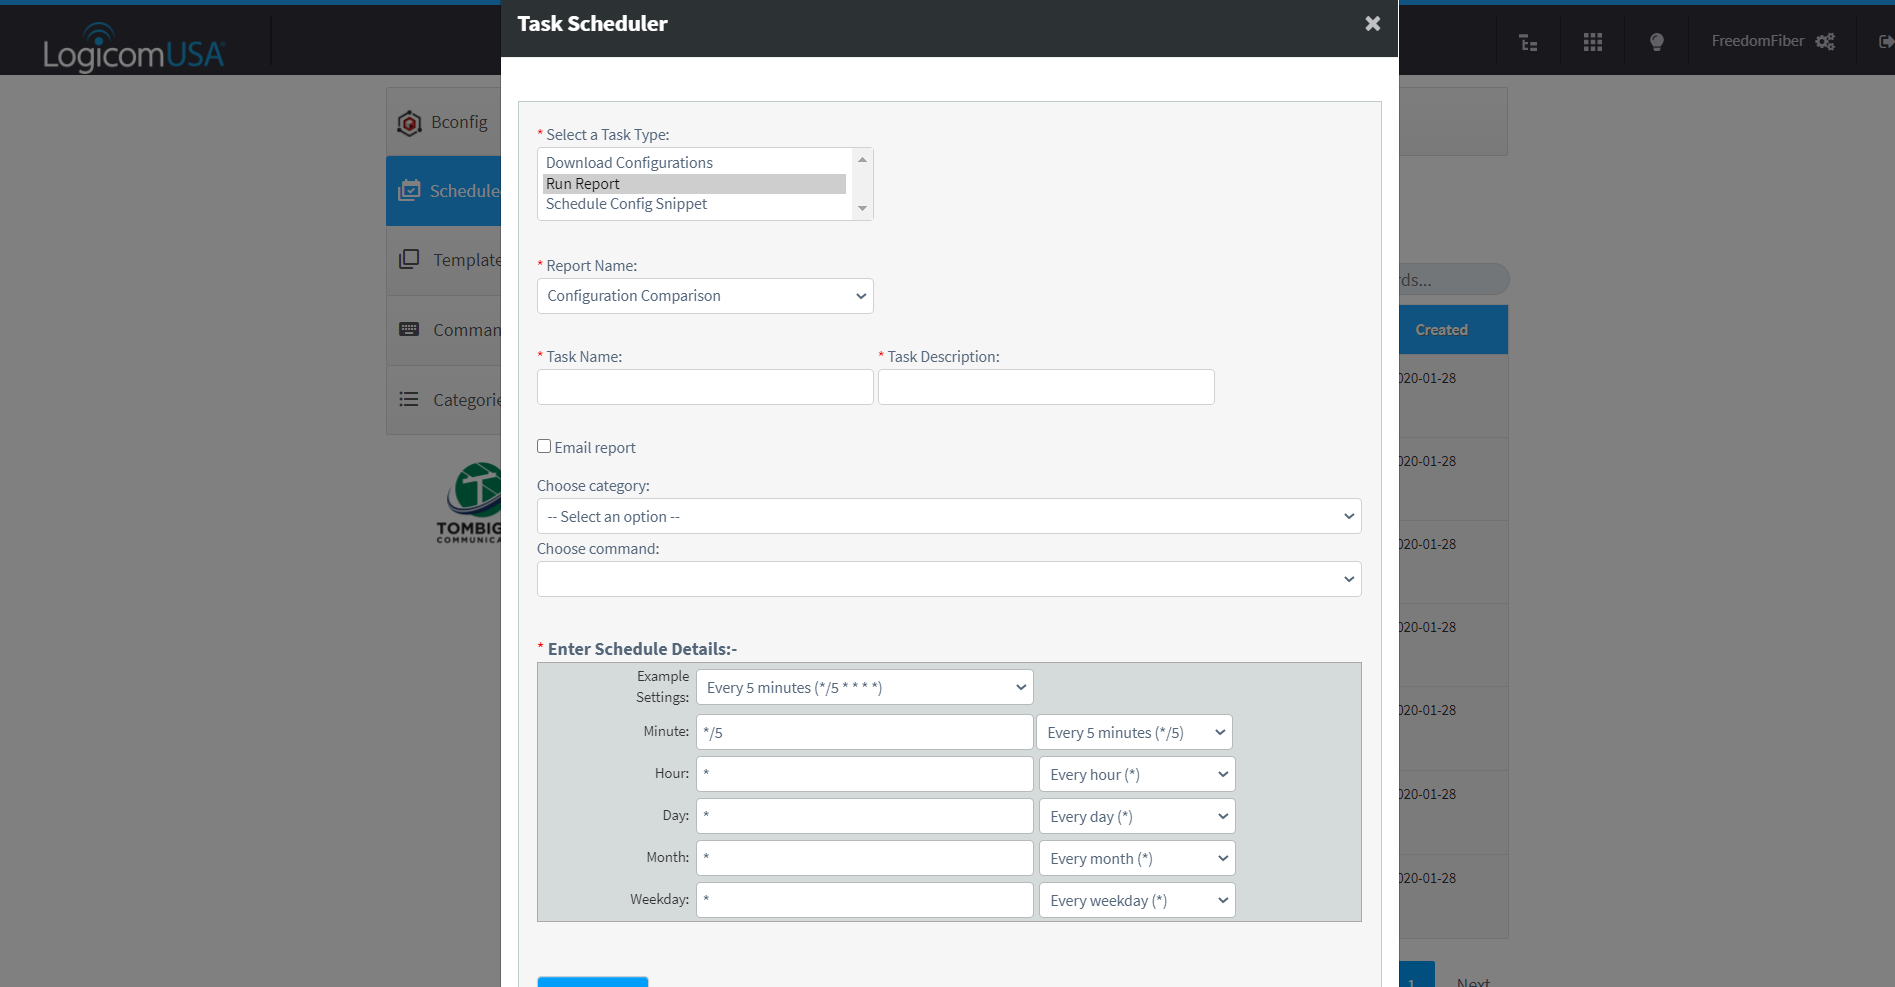 Task Scheduler
LogicomUSA
FreedomFiber
Bconfig
Schedule
Template
Comman
Categorie
TOMBIG
COMMUNICA
* Select a Task Type:
Download Configurations
Run Report
Schedule Config Snippet
* Report Name:
Configuration Comparison
* Task Name:
* Task Description:
Email report
Choose category:
-- Select an option --
Choose command:
* Enter Schedule Details:-
Example
Settings:
Every 5 minutes (*/5 * * * *)
Minute:
*/5
Every 5 minutes (*/5)
Hour:
*
Every hour (*)
Day:
*
Every day (*)
Month:
*
Every month (*)
Weekday:
*
Every weekday (*)
ds...
Created
020-01-28
020-01-28
020-01-28
020-01-28
020-01-28
020-01-28
020-01-28
1
Next